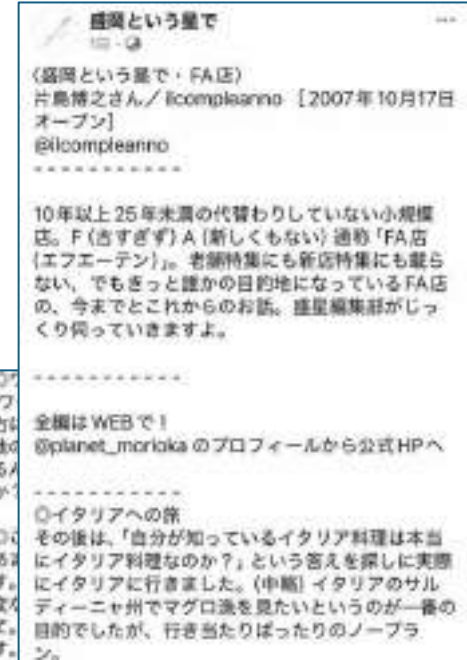 盛岡という星で
(盛岡という星で・FA店)
片島博之さん／ilcompleanno [2007年10月17日
オープン]
@ilcompleanno
- - - - - - - - - - -
10年以上25年未満の代替わりしていない小規模
店。F (古すぎず) A (新しくもない) 通称「FA店
(エフエーテン)」。老舗特集にも新店特集にも載ら
ない、でもきっと誰かの目的地になっているFA店
の、今までとこれからのお話。盛星編集部がじっ
くり伺っていきますよ。
- - - - - - - - - - -
全編はWEBで！
@planet_morioka のプロフィールから公式HPへ
- - - - - - - - - - -
◎イタリアへの旅
その後は、「自分が知っているイタリア料理は本当
にイタリア料理なのか？」という答えを探しに実際
にイタリアに行きました。(中略) イタリアのサル
ディーニャ州でマグロ漁を見たいというのが一番の
目的でしたが、行き当たりばったりのノープラ
ン。